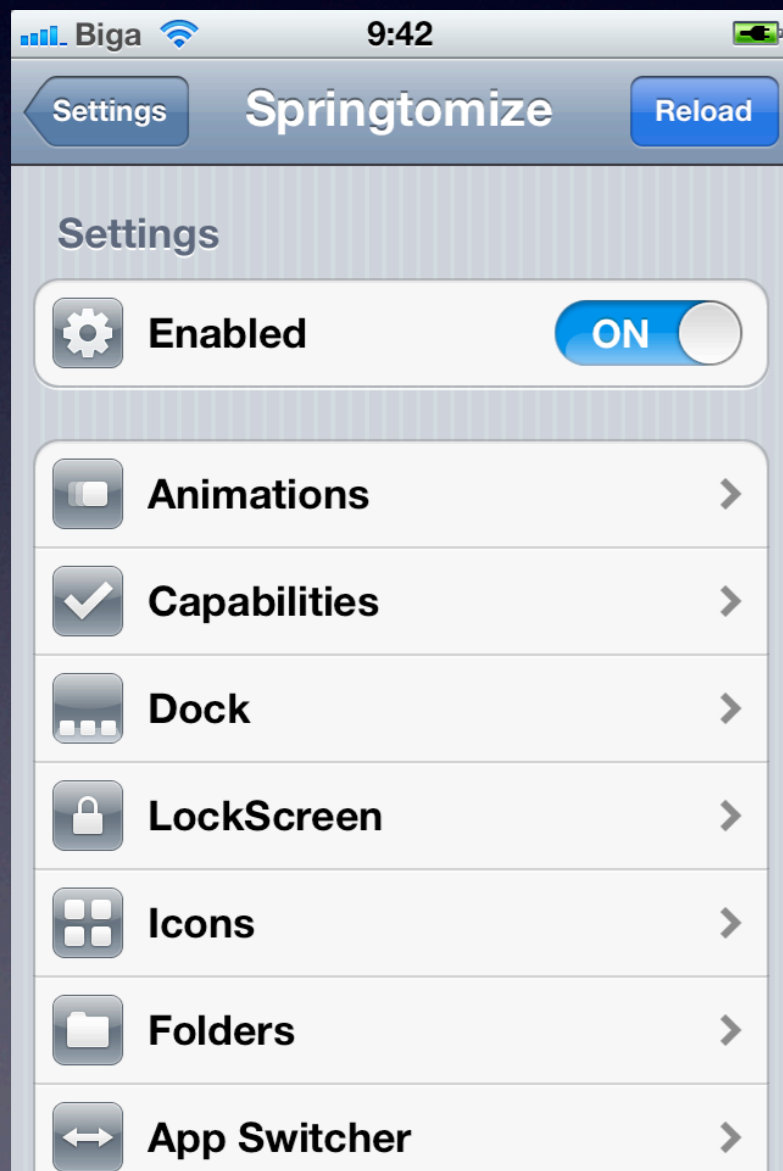 Biga 9:42
Settings Springtomize Reload
Settings
Enabled ON
Animations
Capabilities
Dock
LockScreen
Icons
Folders
App Switcher